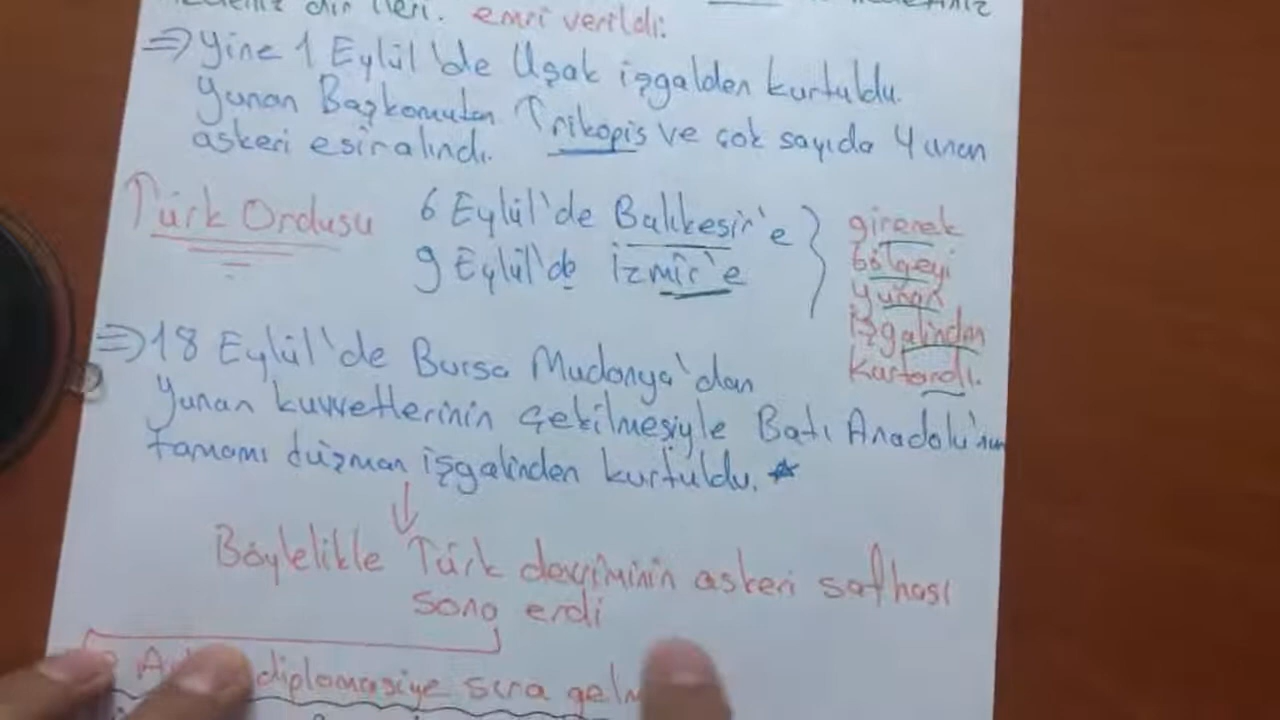 ileri. emri verildi.
⇒ Yine 1 Eylül'de Uşak işgalden kurtuldu.
Yunan Başkomutan Trikopis ve çok sayıda Yunan
askeri esir alındı.
Türk Ordusu
6 Eylül'de Balıkesir'e
9 Eylül'de İzmir'e
girerek
bölgeyi
Yunan
işgalinden
kurtardı.
⇒ 18 Eylül'de Bursa Mudanya'dan
Yunan kuvvetlerinin çekilmesiyle Batı Anadolu'nun
tamamı düşman işgalinden kurtuldu.
Böylelikle Türk devriminin askeri safhası
sona erdi
diplomasiye sıra